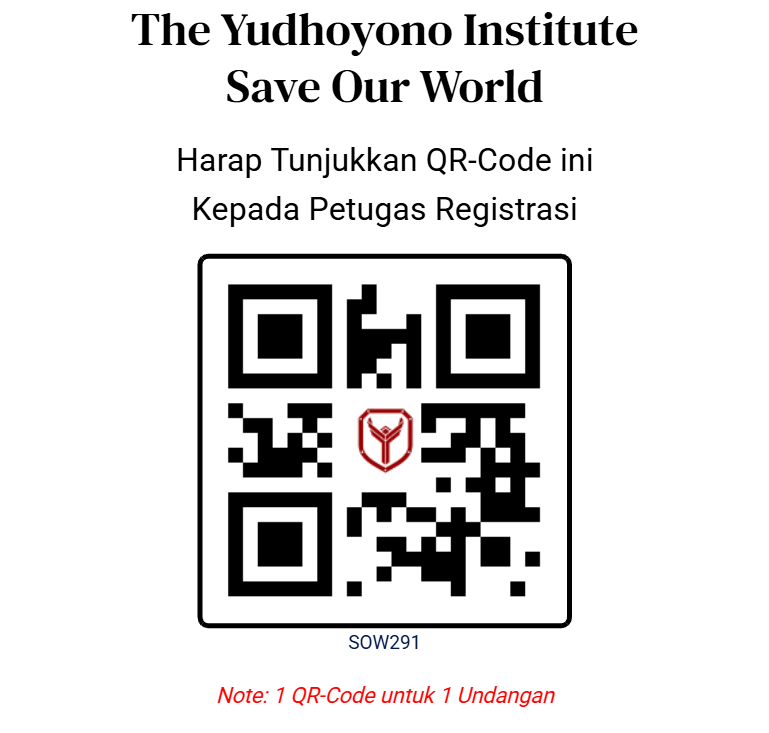 The Yudhoyono Institute
Save Our World
Harap Tunjukkan QR-Code ini
Kepada Petugas Registrasi
SOW291
Note: 1 QR-Code untuk 1 Undangan